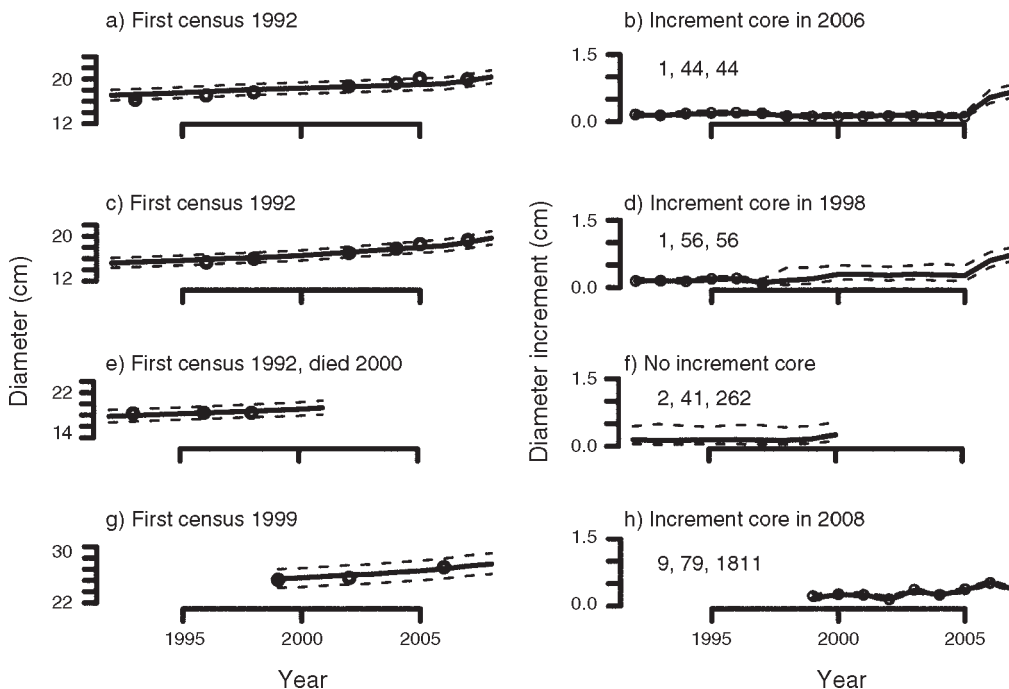 a) First census 1992
20
12
b) Increment core in 2006
1.5
1, 44, 44
0.0
c) First census 1992
20
12
d) Increment core in 1998
1.5
1, 56, 56
0.0
e) First census 1992, died 2000
22
14
f) No increment core
1.5
2, 41, 262
0.0
g) First census 1999
30
22
h) Increment core in 2008
1.5
9, 79, 1811
0.0
Diameter (cm)
Diameter increment (cm)
1995 2000 2005
1995 2000 2005
Year
Year